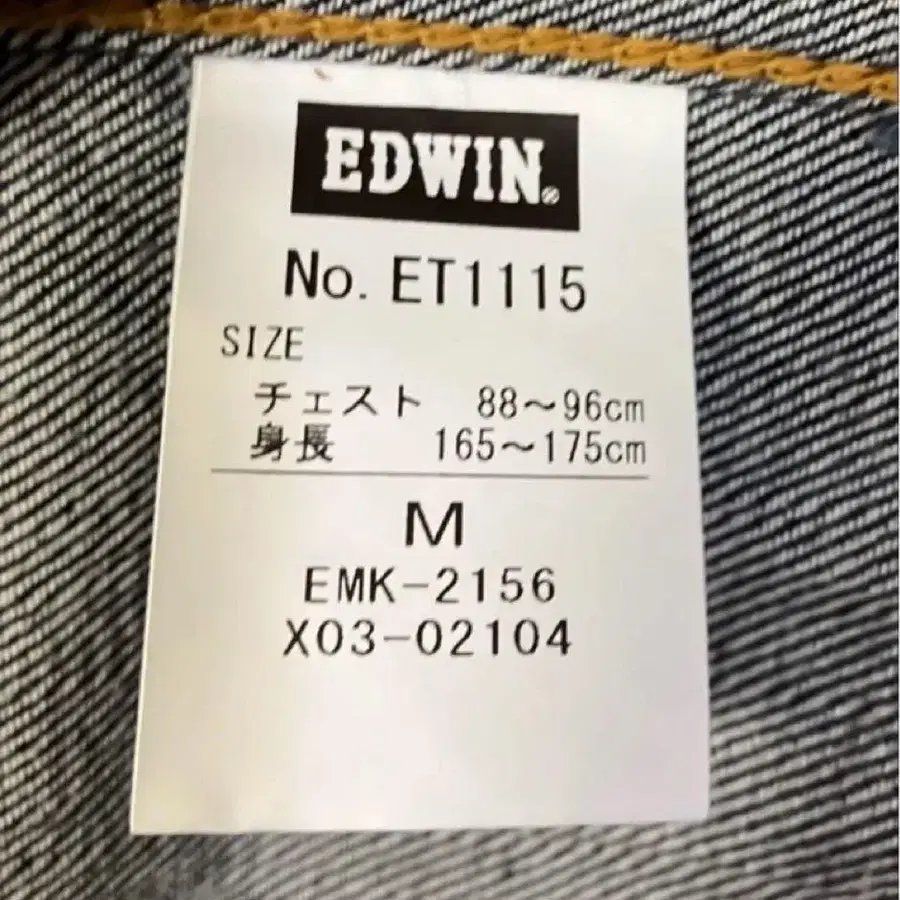 EDWIN®
No. ET1115
SIZE
チェスト 88～96cm
身長 165～175cm
M
EMK-2156
X03-02104